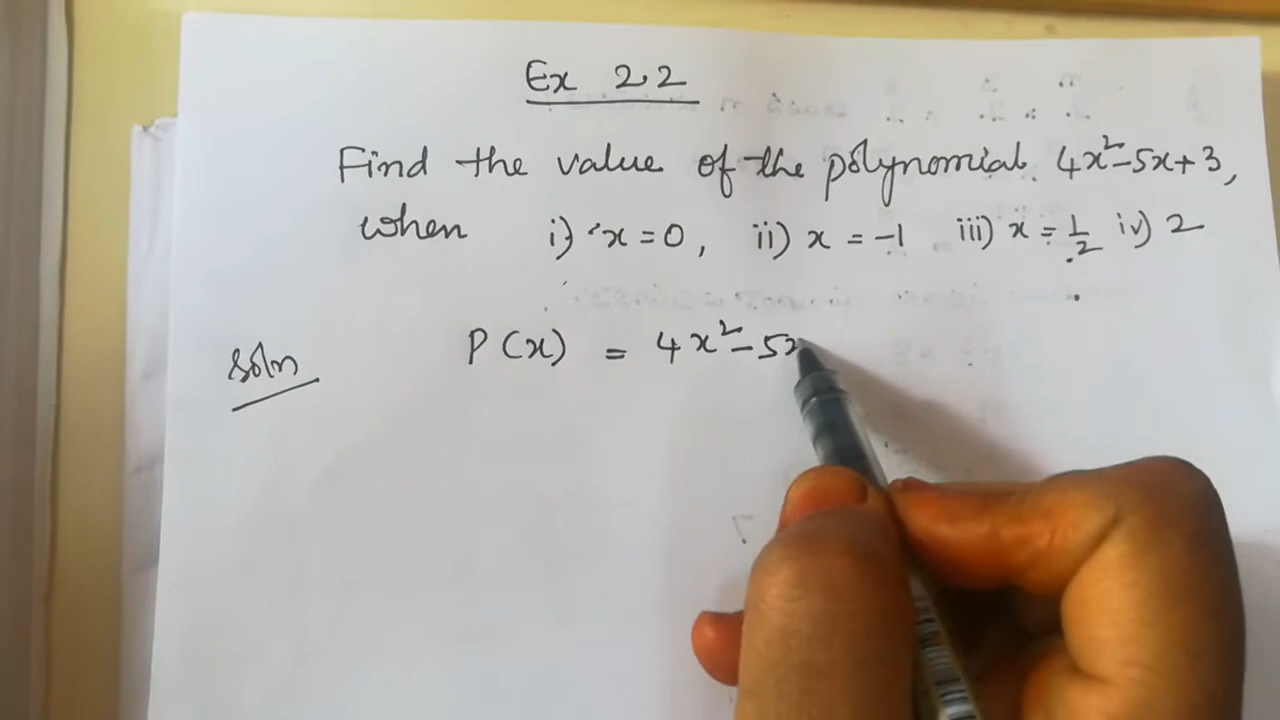 Ex 2.2
Find the value of the polynomial 4x²-5x+3,
when i) x=0, ii) x=-1 iii) x=1/2 iv) 2
Soln P(x) = 4x²-5x